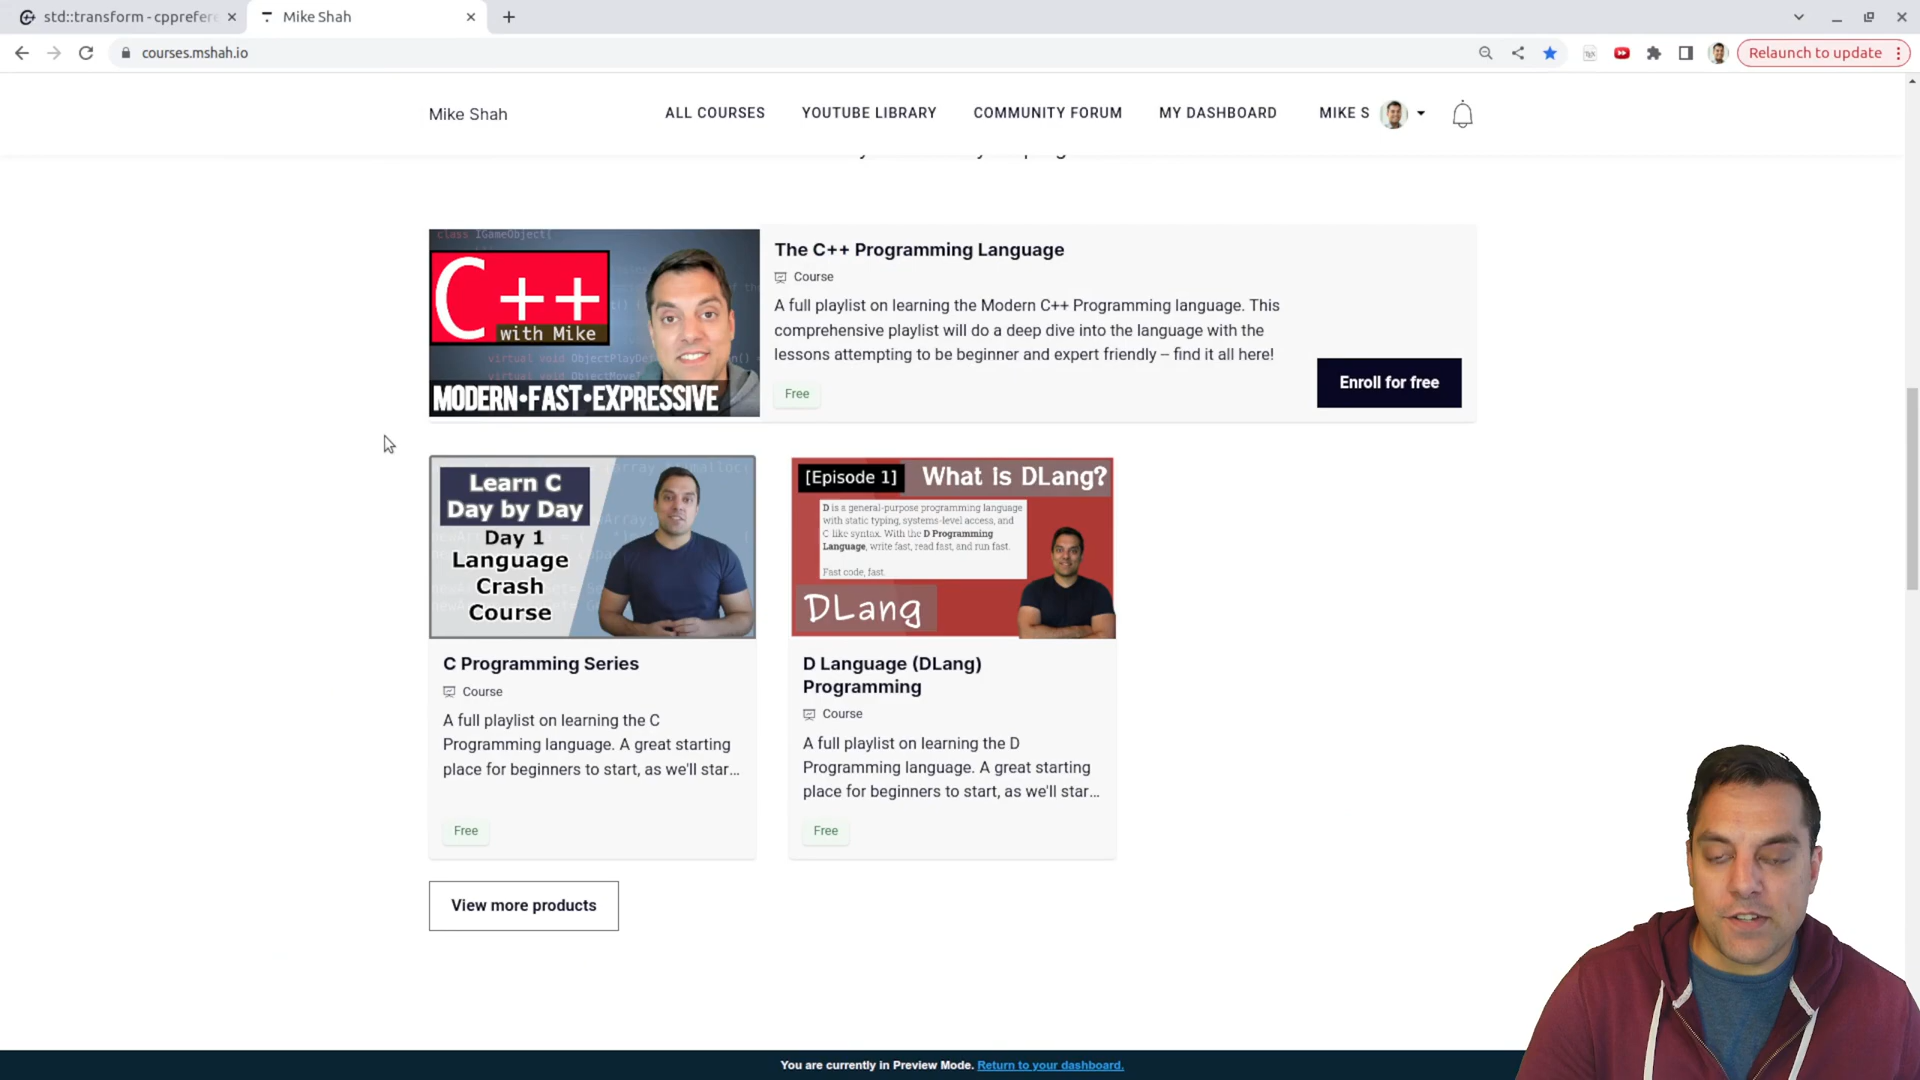 std::transform - cpprefere
Mike Shah
courses.mshah.io
Relaunch to update
Mike Shah
ALL COURSES
YOUTUBE LIBRARY
COMMUNITY FORUM
MY DASHBOARD
MIKE S
class IGameObject{
C++
with Mike
MODERN•FAST•EXPRESSIVE
The C++ Programming Language
Course
A full playlist on learning the Modern C++ Programming language. This
comprehensive playlist will do a deep dive into the language with the
lessons attempting to be beginner and expert friendly -- find it all here!
Free
Enroll for free
Learn C
Day by Day
Day 1
Language
Crash
Course
C Programming Series
Course
A full playlist on learning the C
Programming language. A great starting
place for beginners to start, as we'll star...
Free
[Episode 1]
What is DLang?
D is a general-purpose programming language
with static typing, systems-level access, and
C-like syntax. With the D Programming
Language, write fast, read fast, and run fast.
Fast code, fast.
DLang
D Language (DLang)
Programming
Course
A full playlist on learning the D
Programming language. A great starting
place for beginners to start, as we'll star...
Free
View more products
You are currently in Preview Mode. Return to your dashboard.